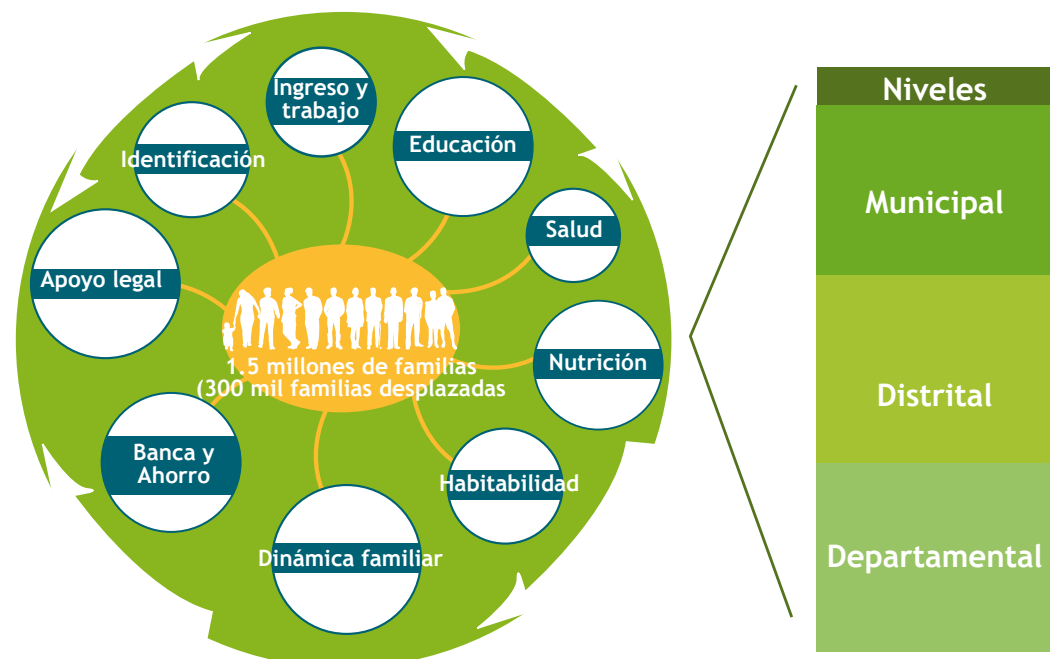 Ingreso y
trabajo
Educación
Identificación
Salud
Apoyo legal
Nutrición
1.5 millones de familias
(300 mil familias desplazadas
Banca y
Ahorro
Habitabilidad
Dinámica familiar
Niveles
Municipal
Distrital
Departamental